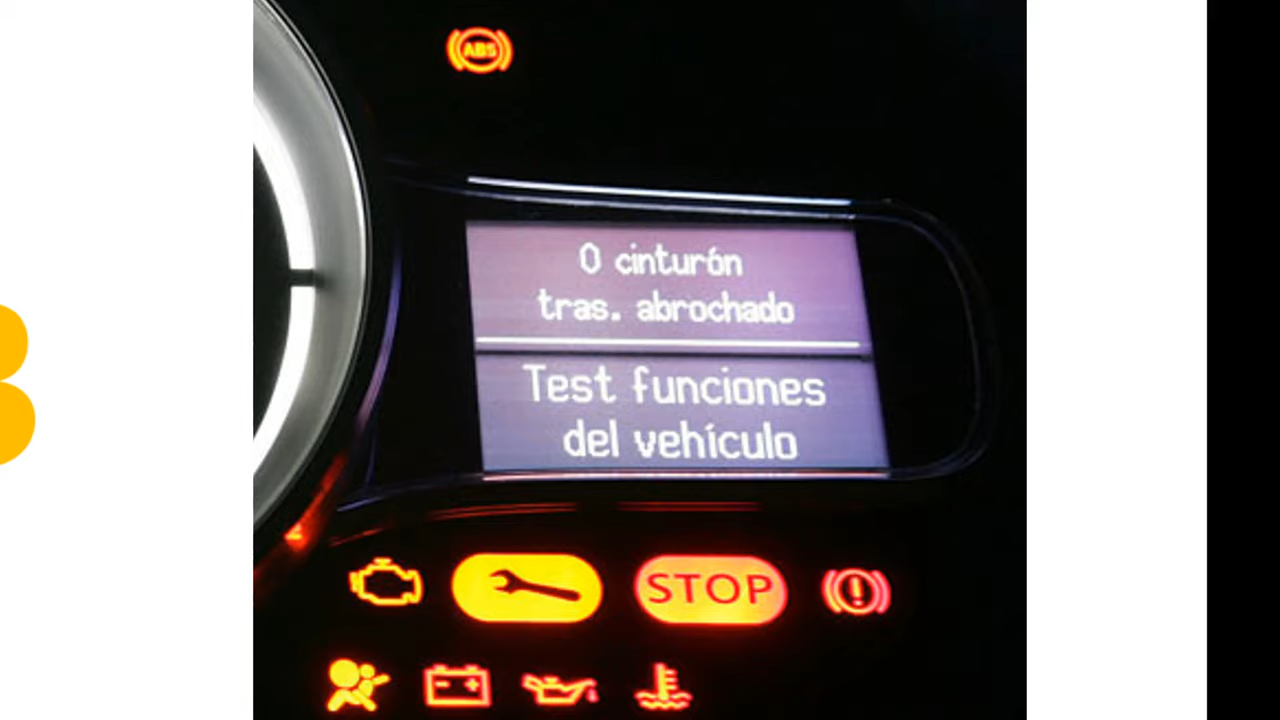 ABS
0 cinturón
tras. abrochado
Test funciones
del vehículo
STOP